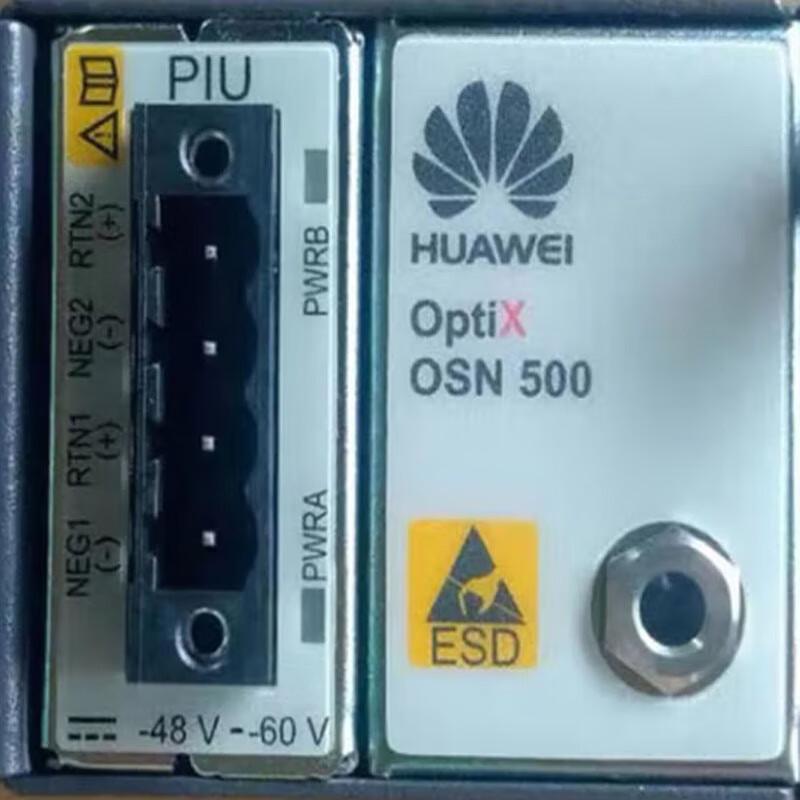 PIU
RTN2
(+)
NEG2
(-)
RTN1
(+)
NEG1
(-)
PWRB
PWRA
-48 V - -60 V
HUAWEI
OptiX
OSN 500
ESD